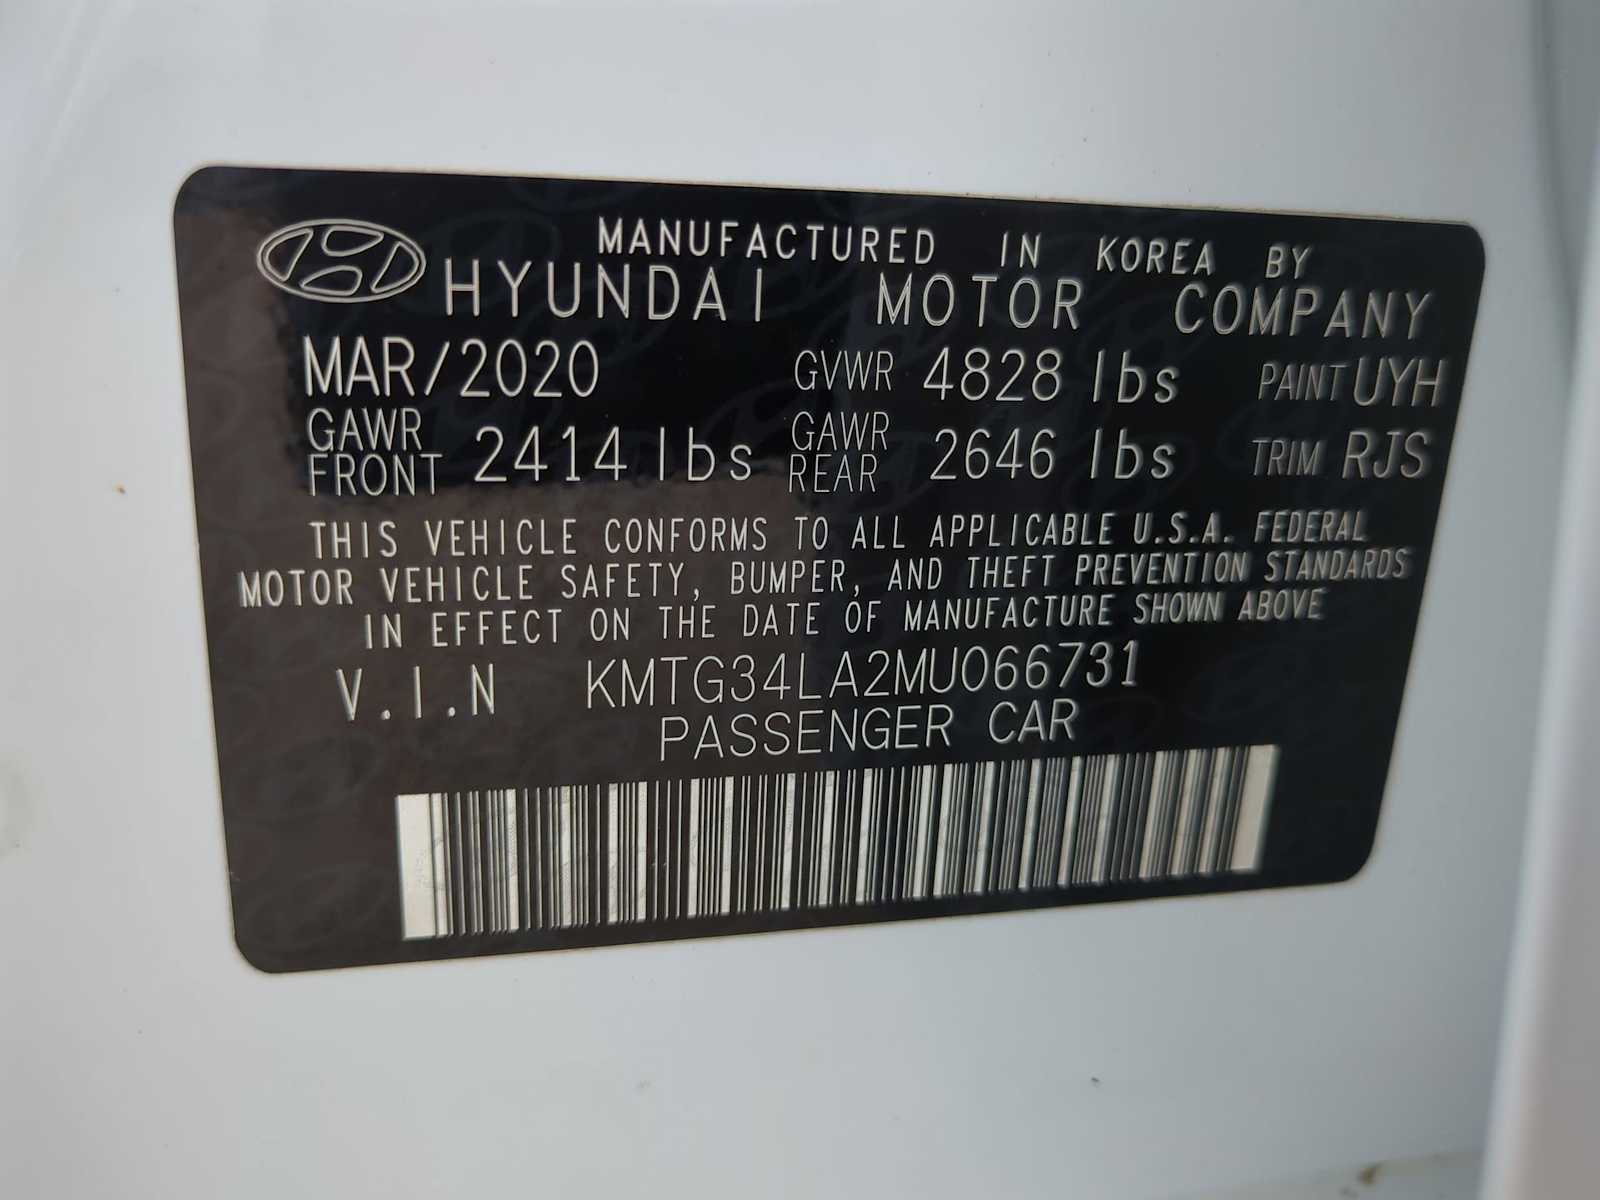 MANUFACTURED IN KOREA BY
HYUNDAI MOTOR COMPANY
MAR/2020 GVWR 4828 lbs PAINT UYH
GAWR FRONT 2414 lbs GAWR REAR 2646 lbs TRIM RJS
THIS VEHICLE CONFORMS TO ALL APPLICABLE U.S.A. FEDERAL
MOTOR VEHICLE SAFETY, BUMPER, AND THEFT PREVENTION STANDARDS
IN EFFECT ON THE DATE OF MANUFACTURE SHOWN ABOVE
V.I.N KMTG34LA2MU066731
PASSENGER CAR